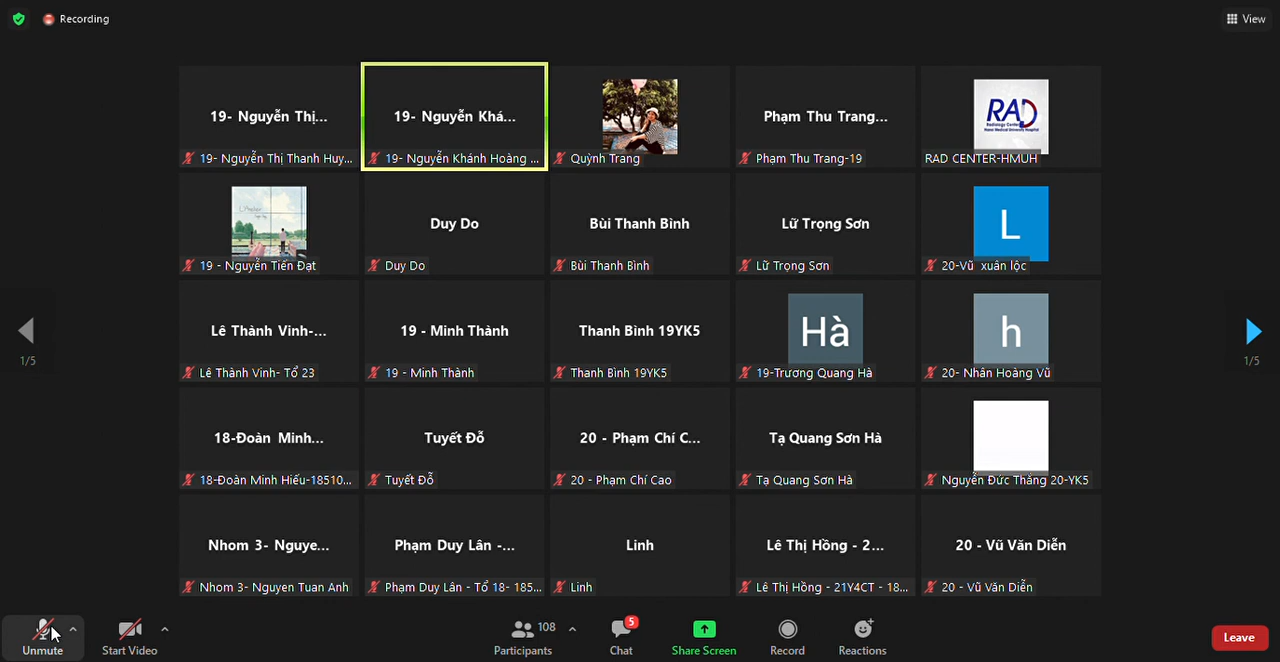 Recording
View
19- Nguyễn Thị...
19- Nguyễn Thị Thanh Huy...
19- Nguyễn Khá...
19- Nguyễn Khánh Hoàng ...
Quỳnh Trang
Phạm Thu Trang...
Phạm Thu Trang-19
RAD
Radiology Center
Hanoi Medical University Hospital
RAD CENTER-HMUH
19 - Nguyễn Tiến Đạt
Duy Do
Duy Do
Bùi Thanh Bình
Bùi Thanh Bình
Lữ Trọng Sơn
Lữ Trọng Sơn
L
20-Vũ xuân lộc
Lê Thành Vinh-...
Lê Thành Vinh- Tổ 23
19 - Minh Thành
19 - Minh Thành
Thanh Bình 19YK5
Thanh Bình 19YK5
Hà
19-Trương Quang Hà
h
20- Nhân Hoàng Vũ
1/5
1/5
18-Đoàn Minh...
18-Đoàn Minh Hiếu-18510...
Tuyết Đỗ
Tuyết Đỗ
20 - Phạm Chí C...
20 - Phạm Chí Cao
Tạ Quang Sơn Hà
Tạ Quang Sơn Hà
Nguyễn Đức Thắng 20-YK5
Nhom 3- Nguye...
Nhom 3- Nguyen Tuan Anh
Phạm Duy Lân -...
Phạm Duy Lân - Tổ 18- 185...
Linh
Linh
Lê Thị Hồng - 2...
Lê Thị Hồng - 21Y4CT - 18...
20 - Vũ Văn Diễn
20 - Vũ Văn Diễn
Unmute
Start Video
108
Participants
5
Chat
Share Screen
Record
Reactions
Leave